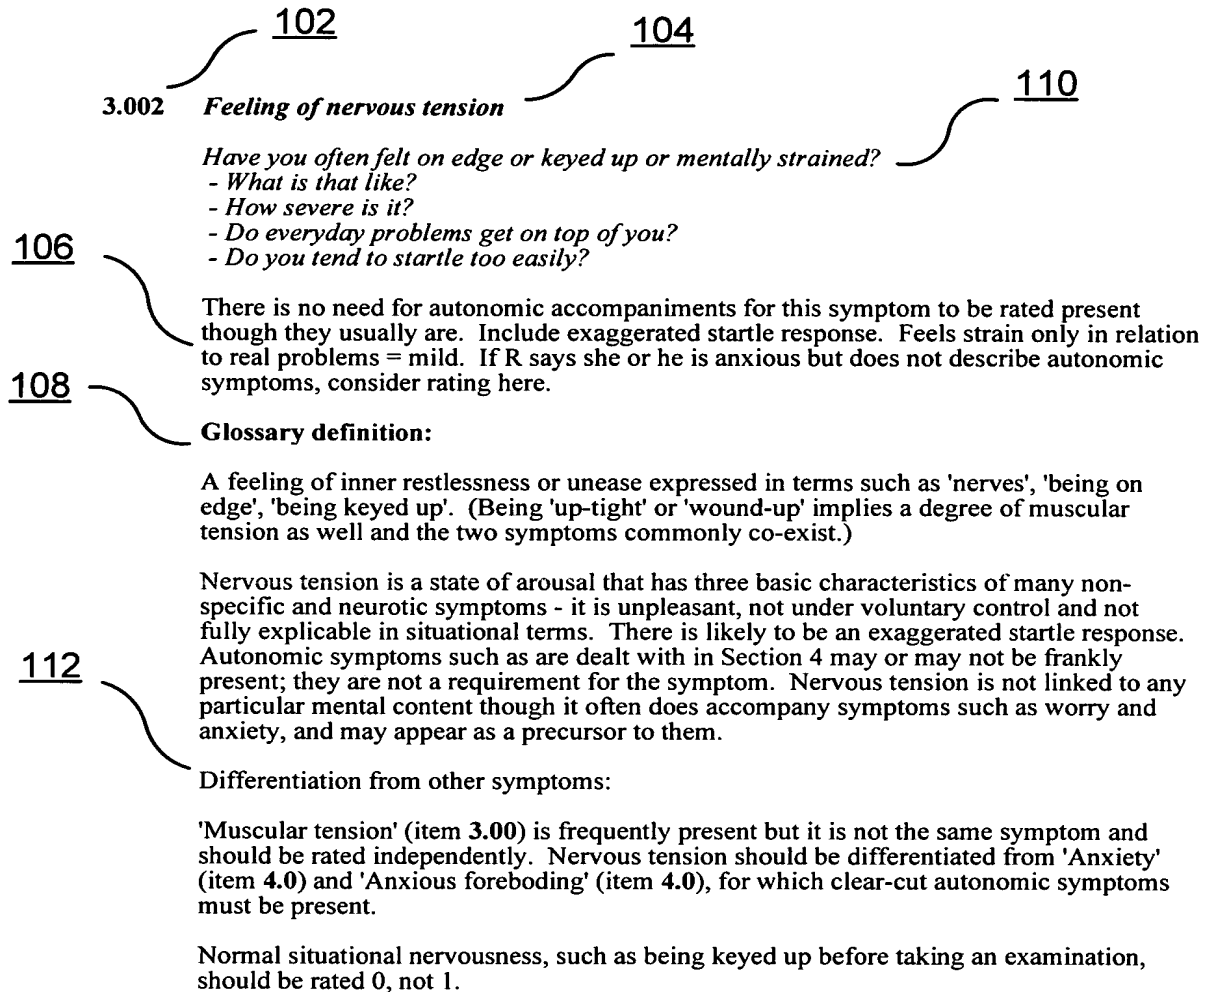 102
104
110
3.002 Feeling of nervous tension
Have you often felt on edge or keyed up or mentally strained?
- What is that like?
- How severe is it?
- Do everyday problems get on top of you?
- Do you tend to startle too easily?
106
There is no need for autonomic accompaniments for this symptom to be rated present
though they usually are. Include exaggerated startle response. Feels strain only in relation
to real problems = mild. If R says she or he is anxious but does not describe autonomic
symptoms, consider rating here.
108
Glossary definition:
A feeling of inner restlessness or unease expressed in terms such as 'nerves', 'being on
edge', 'being keyed up'. (Being 'up-tight' or 'wound-up' implies a degree of muscular
tension as well and the two symptoms commonly co-exist.)
Nervous tension is a state of arousal that has three basic characteristics of many non-
specific and neurotic symptoms - it is unpleasant, not under voluntary control and not
fully explicable in situational terms. There is likely to be an exaggerated startle response.
Autonomic symptoms such as are dealt with in Section 4 may or may not be frankly
present; they are not a requirement for the symptom. Nervous tension is not linked to any
particular mental content though it often does accompany symptoms such as worry and
anxiety, and may appear as a precursor to them.
112
Differentiation from other symptoms:
'Muscular tension' (item 3.00) is frequently present but it is not the same symptom and
should be rated independently. Nervous tension should be differentiated from 'Anxiety'
(item 4.0) and 'Anxious foreboding' (item 4.0), for which clear-cut autonomic symptoms
must be present.
Normal situational nervousness, such as being keyed up before taking an examination,
should be rated 0, not 1.